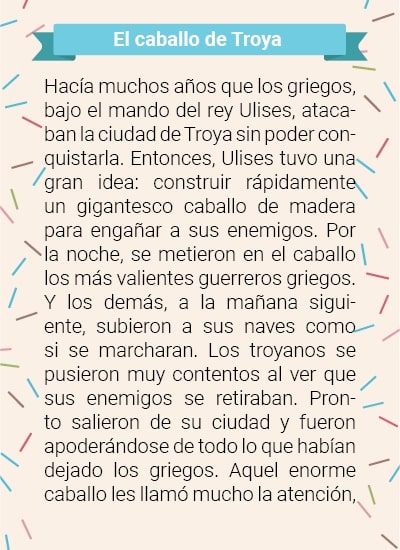 El caballo de Troya
Hacía muchos años que los griegos,
bajo el mando del rey Ulises, ataca-
ban la ciudad de Troya sin poder con-
quistarla. Entonces, Ulises tuvo una
gran idea: construir rápidamente
un gigantesco caballo de madera
para engañar a sus enemigos. Por
la noche, se metieron en el caballo
los más valientes guerreros griegos.
Y los demás, a la mañana sigui-
ente, subieron a sus naves como
si se marcharan. Los troyanos se
pusieron muy contentos al ver que
sus enemigos se retiraban. Pron-
to salieron de su ciudad y fueron
apoderándose de todo lo que habían
dejado los griegos. Aquel enorme
caballo les llamó mucho la atención,